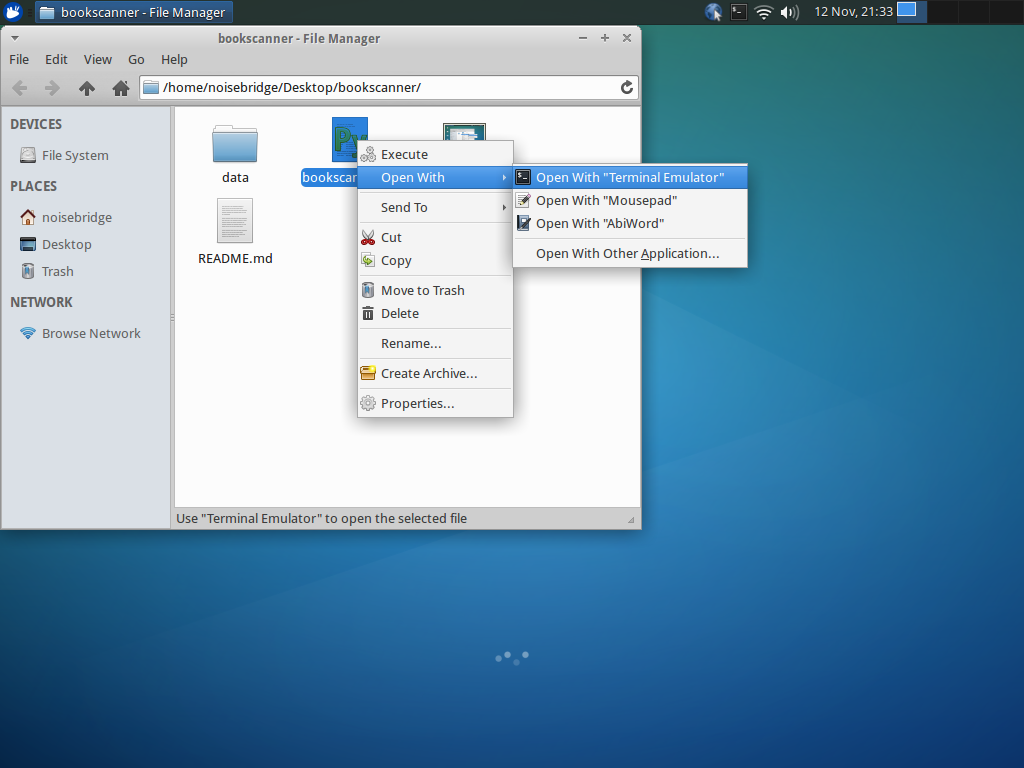 bookscanner - File Manager
12 Nov, 21:33
bookscanner - File Manager
File Edit View Go Help
/home/noisebridge/Desktop/bookscanner/
DEVICES
File System
PLACES
noisebridge
Desktop
Trash
NETWORK
Browse Network
data
Py
bookscan
README.md
Execute
Open With
Send To
Cut
Copy
Move to Trash
Delete
Rename...
Create Archive...
Properties...
Open With "Terminal Emulator"
Open With "Mousepad"
Open With "AbiWord"
Open With Other Application...
Use "Terminal Emulator" to open the selected file